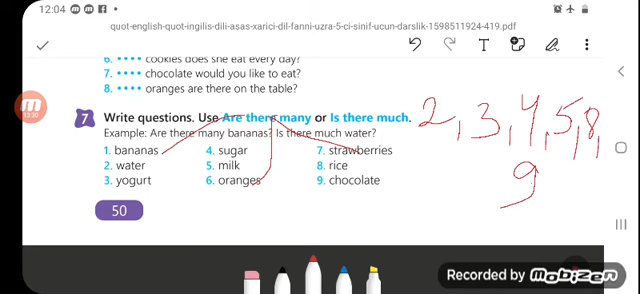 12:04
quot-english-quot-ingilis-dili-asas-xarici-dil-fanni-uzra-5-ci-sinif-ucun-darslik-1598511924-419.pdf
6. •••• cookies does she eat every day?
7. •••• chocolate would you like to eat?
8. •••• oranges are there on the table?
7 Write questions. Use Are there many or Is there much.
Example: Are there many bananas? Is there much water?
1. bananas 4. sugar 7. strawberries
2. water 5. milk 8. rice
3. yogurt 6. oranges 9. chocolate
50
2, 3, 4, 5, 8,
9
13:30
Recorded by Mobizen